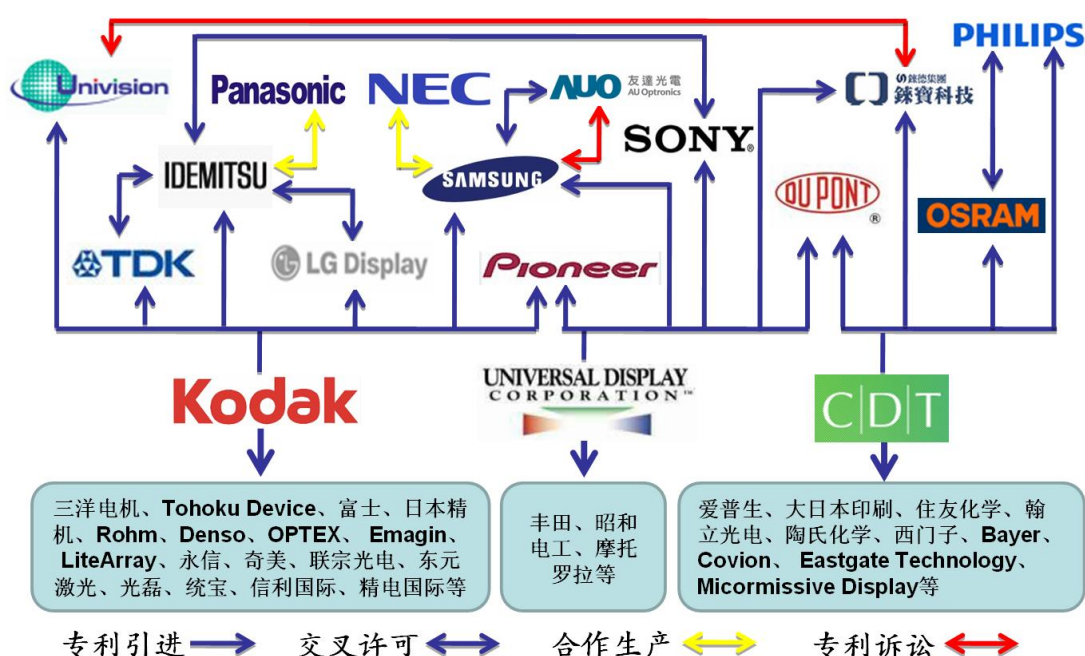 PHILIPS
Univision
Panasonic
NEC
AUO 友達光電
AU Optronics
錸德集團
錸寶科技
SONY®
IDEMITSU
SAMSUNG
DU PONT®
OSRAM
TDK
LG Display
Pioneer
Kodak
UNIVERSAL DISPLAY
CORPORATION™
C|D|T
三洋电机、Tohoku Device、富士、日本精
机、Rohm、Denso、OPTEX、Emagin、
LiteArray、永信、奇美、联宗光电、东元
激光、光磊、统宝、信利国际、精电国际等
丰田、昭和
电工、摩托
罗拉等
爱普生、大日本印刷、住友化学、翰
立光电、陶氏化学、西门子、Bayer、
Covion、Eastgate Technology、
Micormissive Display等
专利引进 交叉许可 合作生产 专利诉讼